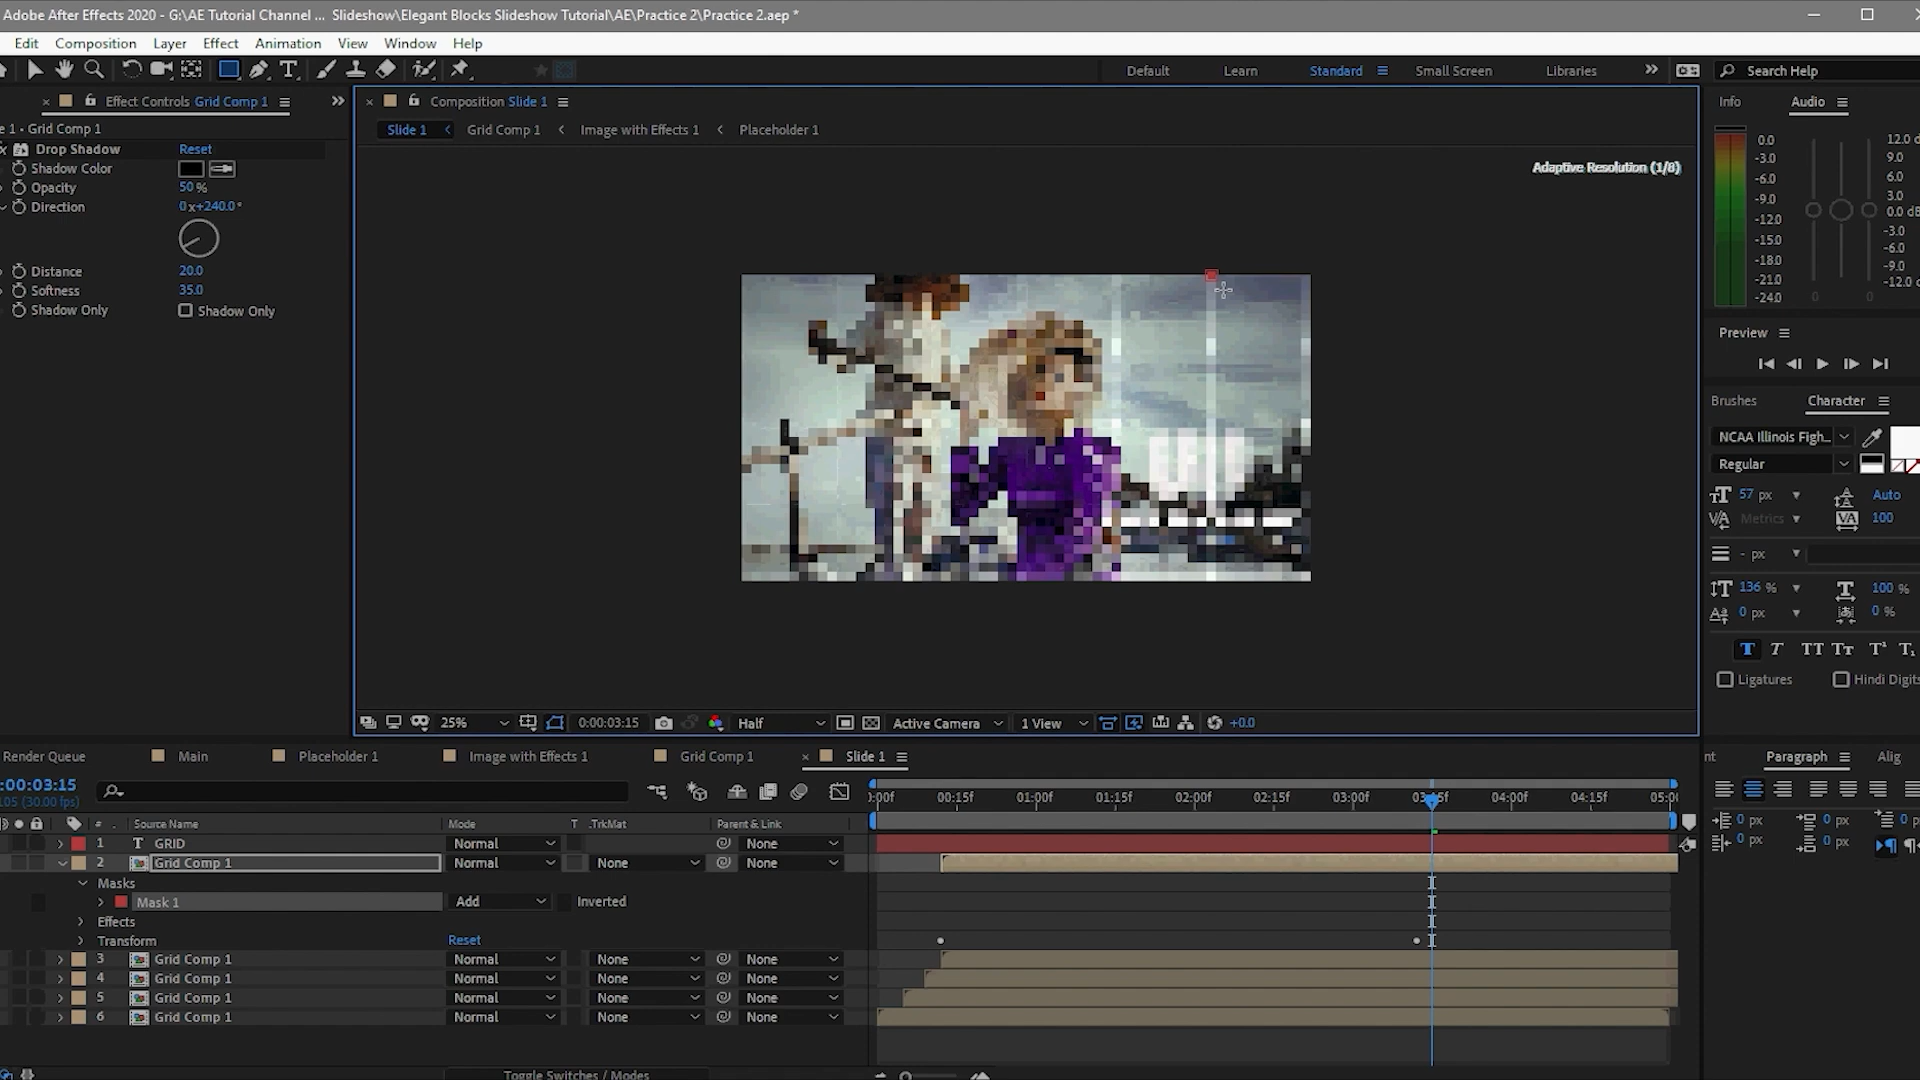 Adobe After Effects 2020 - G:\AE Tutorial Channel ... Slideshow\Elegant Blocks Slideshow Tutorial\AE\Practice 2\Practice 2.aep *
Edit Composition Layer Effect Animation View Window Help
Default Learn Standard Small Screen Libraries Search Help
Effect Controls Grid Comp 1
Composition Slide 1
Info Audio
e 1 • Grid Comp 1
Slide 1 Grid Comp 1 Image with Effects 1 Placeholder 1
Drop Shadow Reset
Shadow Color
Opacity 50 %
Direction 0 x+240.0°
Distance 20.0
Softness 35.0
Shadow Only Shadow Only
Adaptive Resolution (1/8)
0.0 12.0 d
-3.0 9.0
-6.0 6.0
-9.0 3.0
-12.0 0.0 dB
-15.0 -3.0
-18.0 -6.0
-21.0 -9.0
-24.0 0 0 -12.0 d
Preview
Brushes Character
NCAA Illinois Figh...
Regular
57 px Auto
Metrics 100
- px
136 % 100 %
0 px 0 %
T T TT Tt T¹ T₁
Ligatures Hindi Digits
25% 0:00:03:15 Half Active Camera 1 View +0.0
Render Queue Main Placeholder 1 Image with Effects 1 Grid Comp 1 Slide 1
nt Paragraph Alig
:00:03:15
105 (30.00 fps)
):00f 00:15f 01:00f 01:15f 02:00f 02:15f 03:00f 03:15f 04:00f 04:15f 05:0
# Source Name Mode T .TrkMat Parent & Link
1 T GRID Normal None
2 Grid Comp 1 Normal None None
Masks
Mask 1 Add Inverted
Effects
Transform Reset
3 Grid Comp 1 Normal None None
4 Grid Comp 1 Normal None None
5 Grid Comp 1 Normal None None
6 Grid Comp 1 Normal None None
0 px 0 px 0 p
0 px 0 px
Toggle Switches / Modes